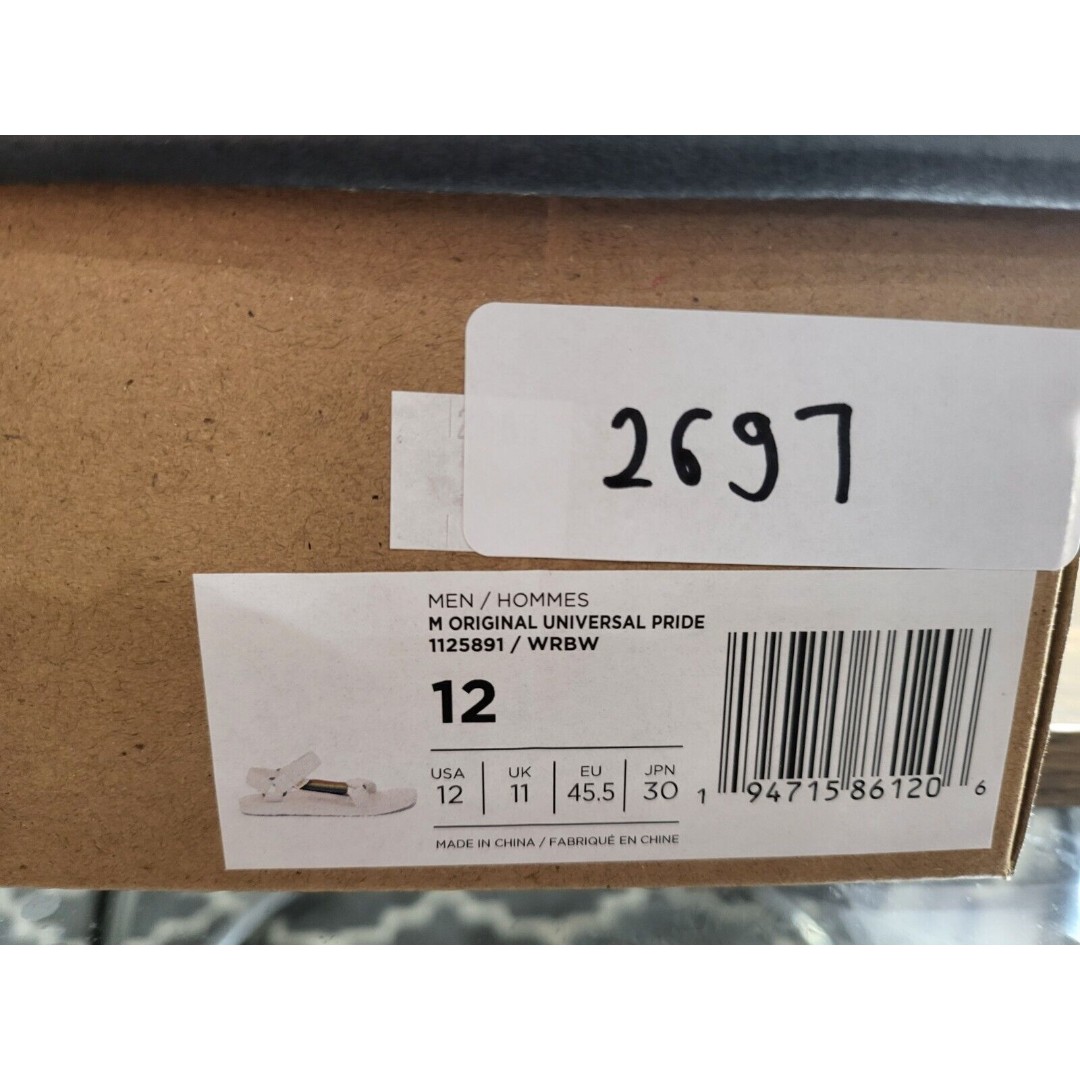 2697
MEN / HOMMES
M ORIGINAL UNIVERSAL PRIDE
1125891 / WRBW
12
USA UK EU JPN
12 11 45.5 30
MADE IN CHINA / FABRIQUÉ EN CHINE
1 94715 86120 6